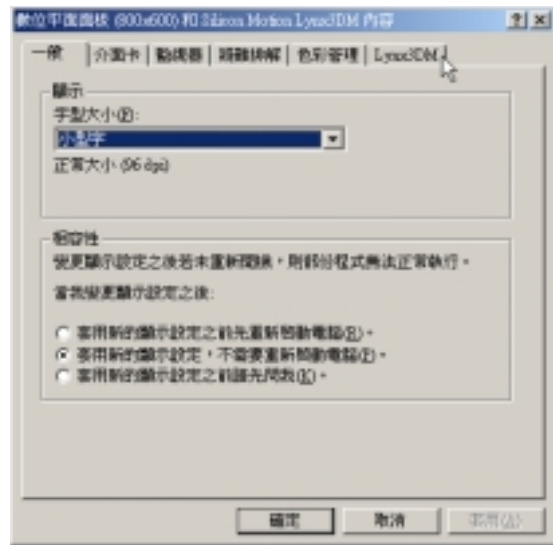 數位平面面板 (800x600) 和 Silicon Motion Lynx3DM 內容
一般 介面卡 監視器 疑難排解 色彩管理 Lynx3DM
顯示
字型大小(F):
小型字
正常大小 (96 dpi)
相容性
變更顯示設定之後若未重新開機，則部份程式無法正常執行。
當我變更顯示設定之後:
套用新的顯示設定之前先重新啟動電腦(R)。
套用新的顯示設定，不需要重新啟動電腦(P)。
套用新的顯示設定之前請先問我(K)。
確定 取消 套用(A)